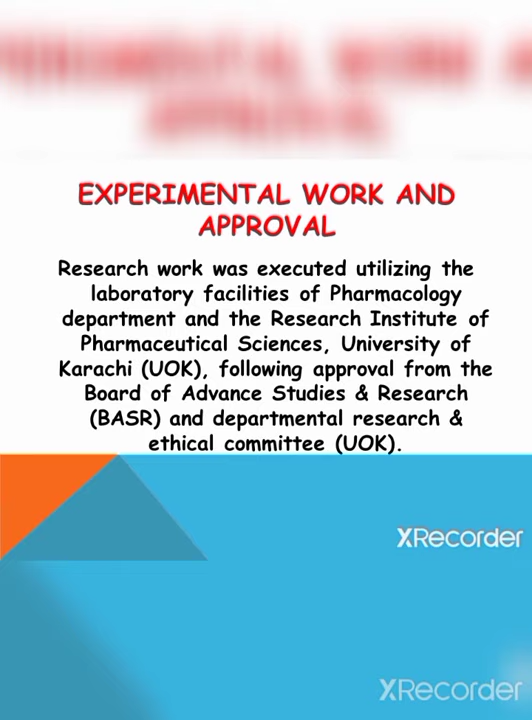 EXPERIMENTAL WORK AND
APPROVAL
Research work was executed utilizing the
laboratory facilities of Pharmacology
department and the Research Institute of
Pharmaceutical Sciences, University of
Karachi (UOK), following approval from the
Board of Advance Studies & Research
(BASR) and departmental research &
ethical committee (UOK).
XRecorder
XRecorder